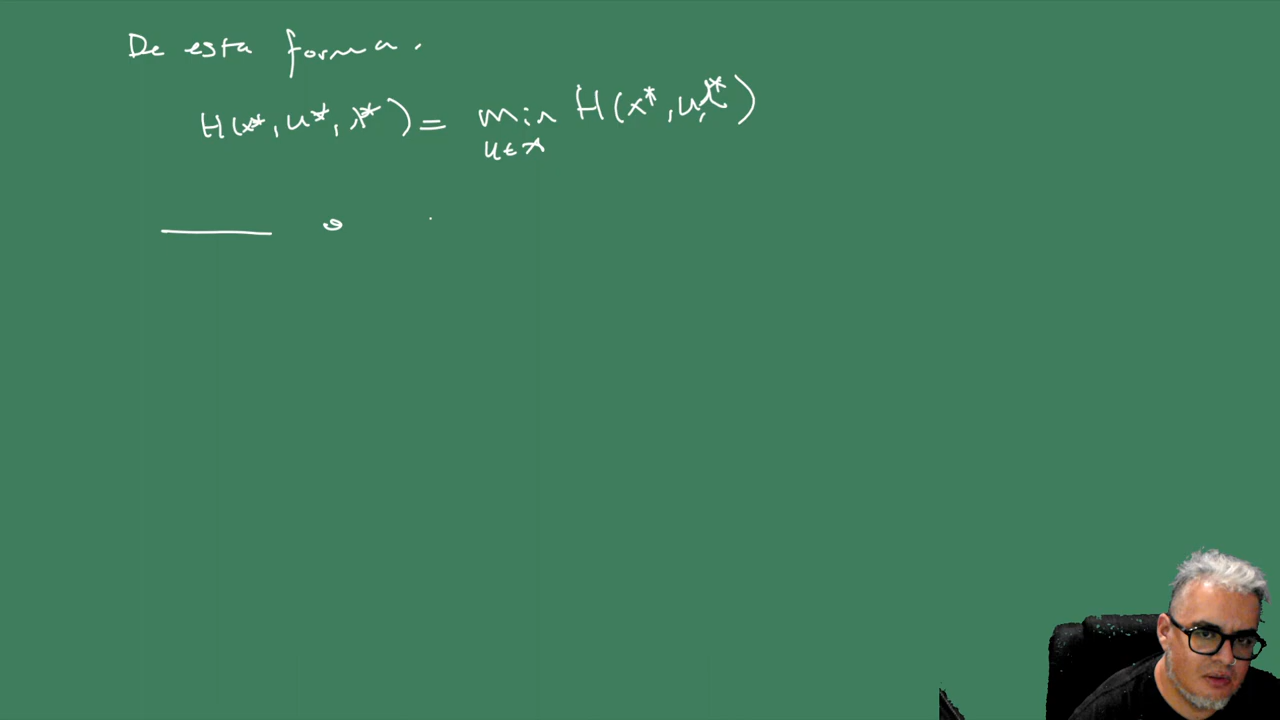 De esta forma.
H(x*, u*, λ*) = min H(x*, u, λ*)
u ∈